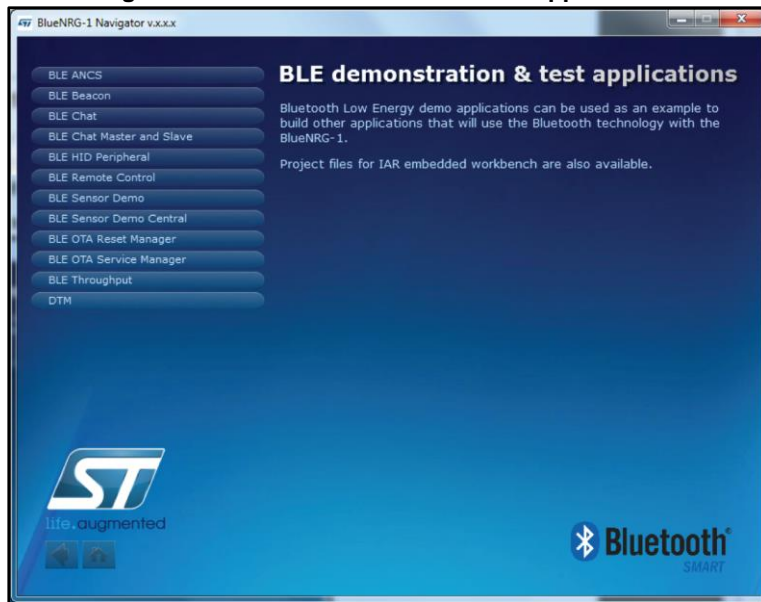 BlueNRG-1 Navigator v.x.x.x
BLE ANCS
BLE Beacon
BLE Chat
BLE Chat Master and Slave
BLE HID Peripheral
BLE Remote Control
BLE Sensor Demo
BLE Sensor Demo Central
BLE OTA Reset Manager
BLE OTA Service Manager
BLE Throughput
DTM
BLE demonstration & test applications
Bluetooth Low Energy demo applications can be used as an example to
build other applications that will use the Bluetooth technology with the
BlueNRG-1.
Project files for IAR embedded workbench are also available.
ST
life.augmented
Bluetooth®
SMART